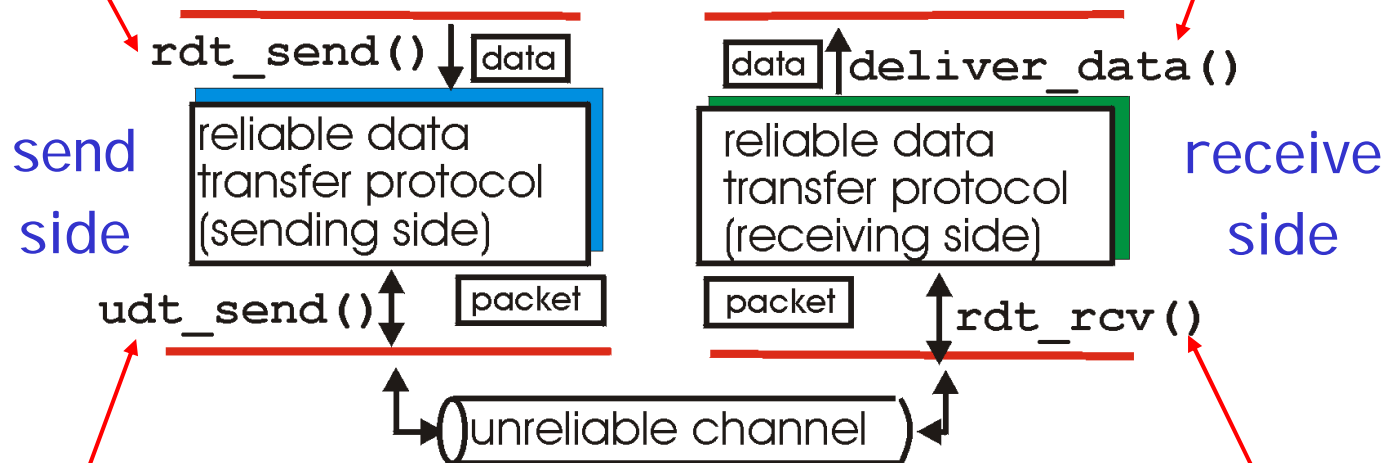 rdt_send()
data
data
deliver_data()
send
side
reliable data
transfer protocol
(sending side)
reliable data
transfer protocol
(receiving side)
receive
side
udt_send()
packet
packet
rdt_rcv()
unreliable channel